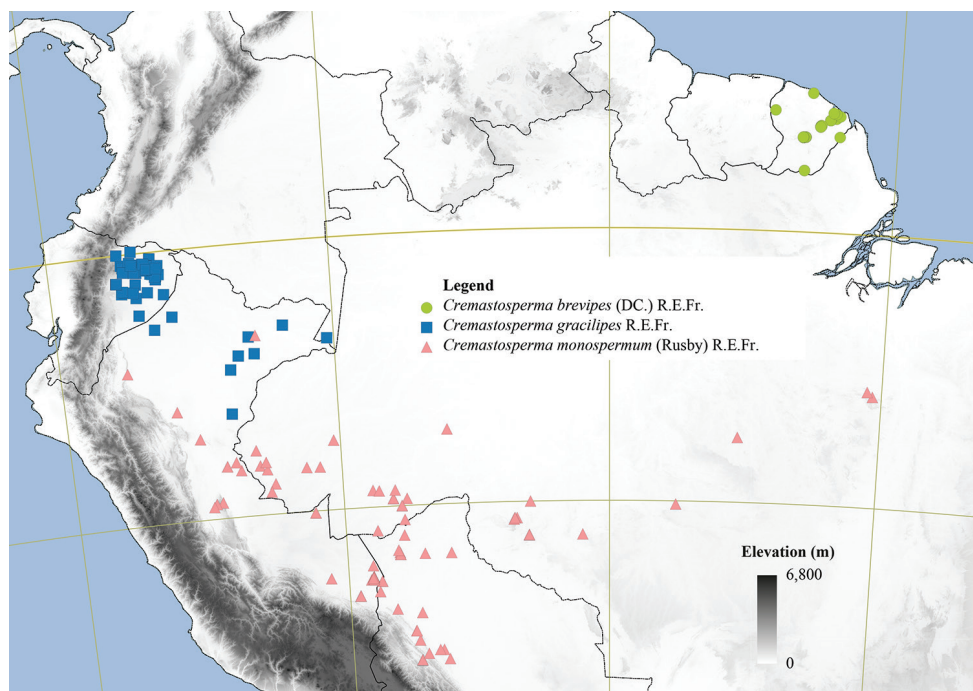 Legend
Cremastosperma brevipes (DC.) R.E.Fr.
Cremastosperma gracilipes R.E.Fr.
Cremastosperma monospermum (Rusby) R.E.Fr.
Elevation (m)
6,800
0